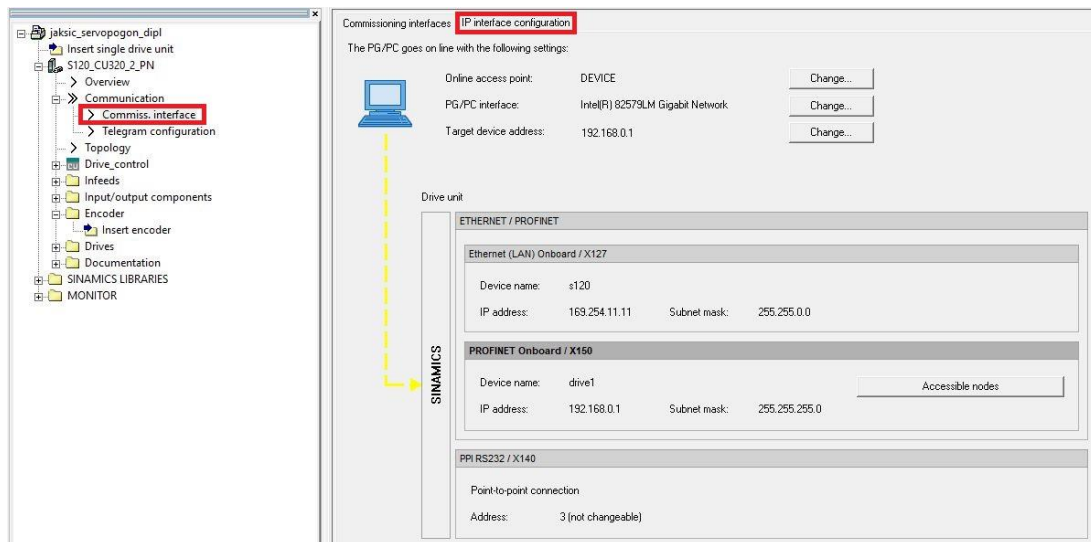 jaksic_servopogon_dipl
Insert single drive unit
S120_CU320_2_PN
Overview
Communication
Commiss. interface
Telegram configuration
Topology
Drive_control
Infeeds
Input/output components
Encoder
Insert encoder
Drives
Documentation
SINAMICS LIBRARIES
MONITOR
Commissioning interfaces IP interface configuration
The PG/PC goes on line with the following settings:
Online access point: DEVICE Change...
PG/PC interface: Intel(R) 82579LM Gigabit Network Change...
Target device address: 192.168.0.1 Change...
Drive unit
SINAMICS
ETHERNET / PROFINET
Ethernet (LAN) Onboard / X127
Device name: s120
IP address: 169.254.11.11 Subnet mask: 255.255.0.0
PROFINET Onboard / X150
Device name: drive1 Accessible nodes
IP address: 192.168.0.1 Subnet mask: 255.255.255.0
PPI RS232 / X140
Point-to-point connection
Address: 3 (not changeable)